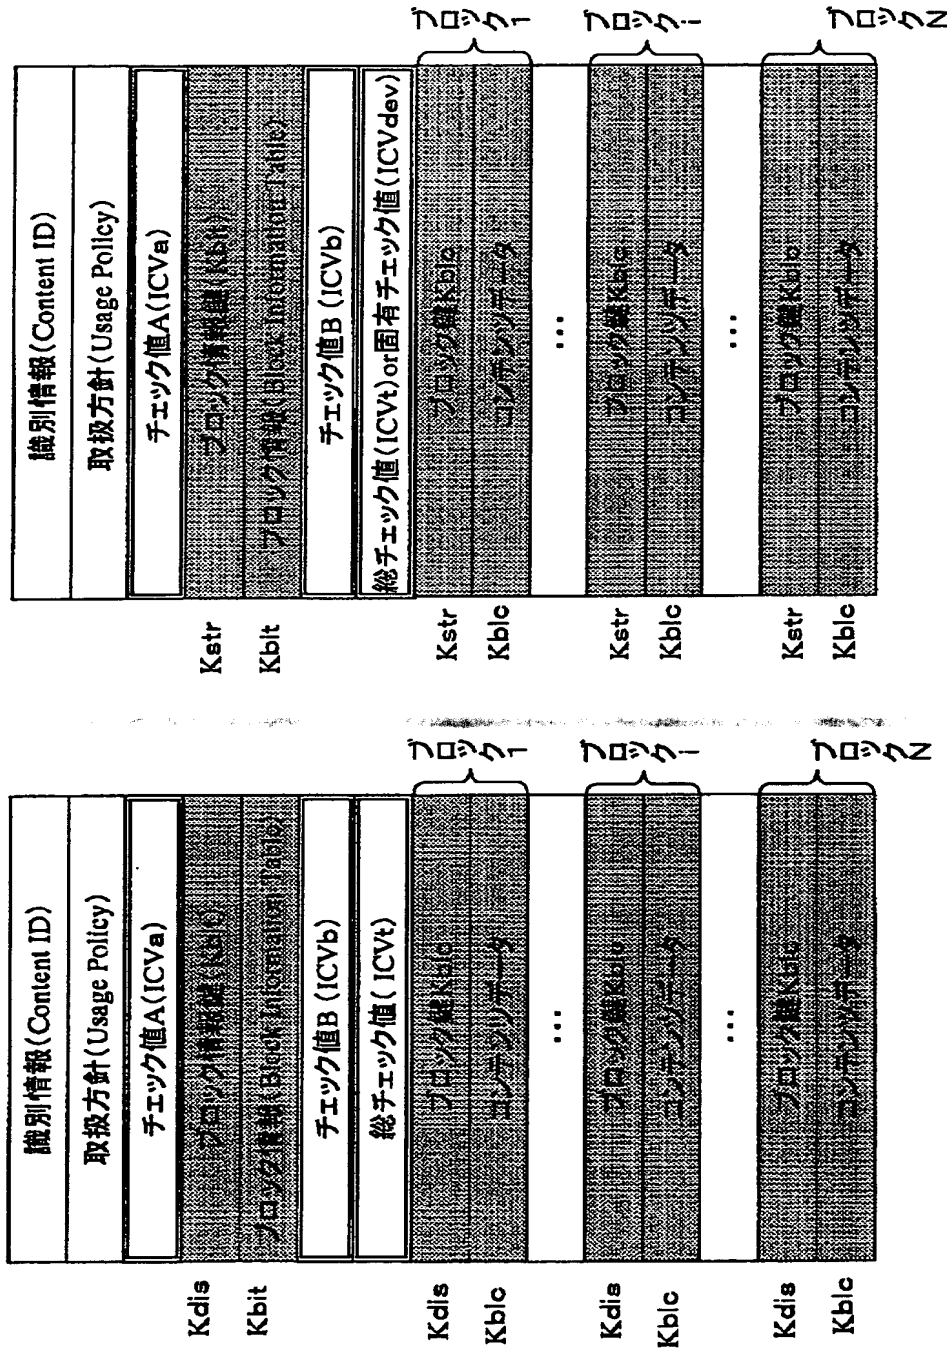 識別情報(Content ID)
取扱方針(Usage Policy)
チェック値A(ICVa)
Kdis
ブロック情報鍵(Kbit)
Kbit
ブロック情報(Block Information Table)
チェック値B(ICVb)
総チェック値(ICVt)
Kdis
ブロック鍵Kblc
Kblc
コンテンツデータ
ブロック1
...
Kdis
ブロック鍵Kblc
Kblc
コンテンツデータ
ブロックi
...
Kdis
ブロック鍵Kblc
Kblc
コンテンツデータ
ブロックN
識別情報(Content ID)
取扱方針(Usage Policy)
チェック値A(ICVa)
Kstr
ブロック情報鍵(Kbit)
Kbit
ブロック情報(Block Information Table)
チェック値B(ICVb)
総チェック値(ICVt)or固有チェック値(ICVdev)
Kstr
ブロック鍵Kblc
Kblc
コンテンツデータ
ブロック1
...
Kstr
ブロック鍵Kblc
Kblc
コンテンツデータ
ブロックi
...
Kstr
ブロック鍵Kblc
Kblc
コンテンツデータ
ブロックN